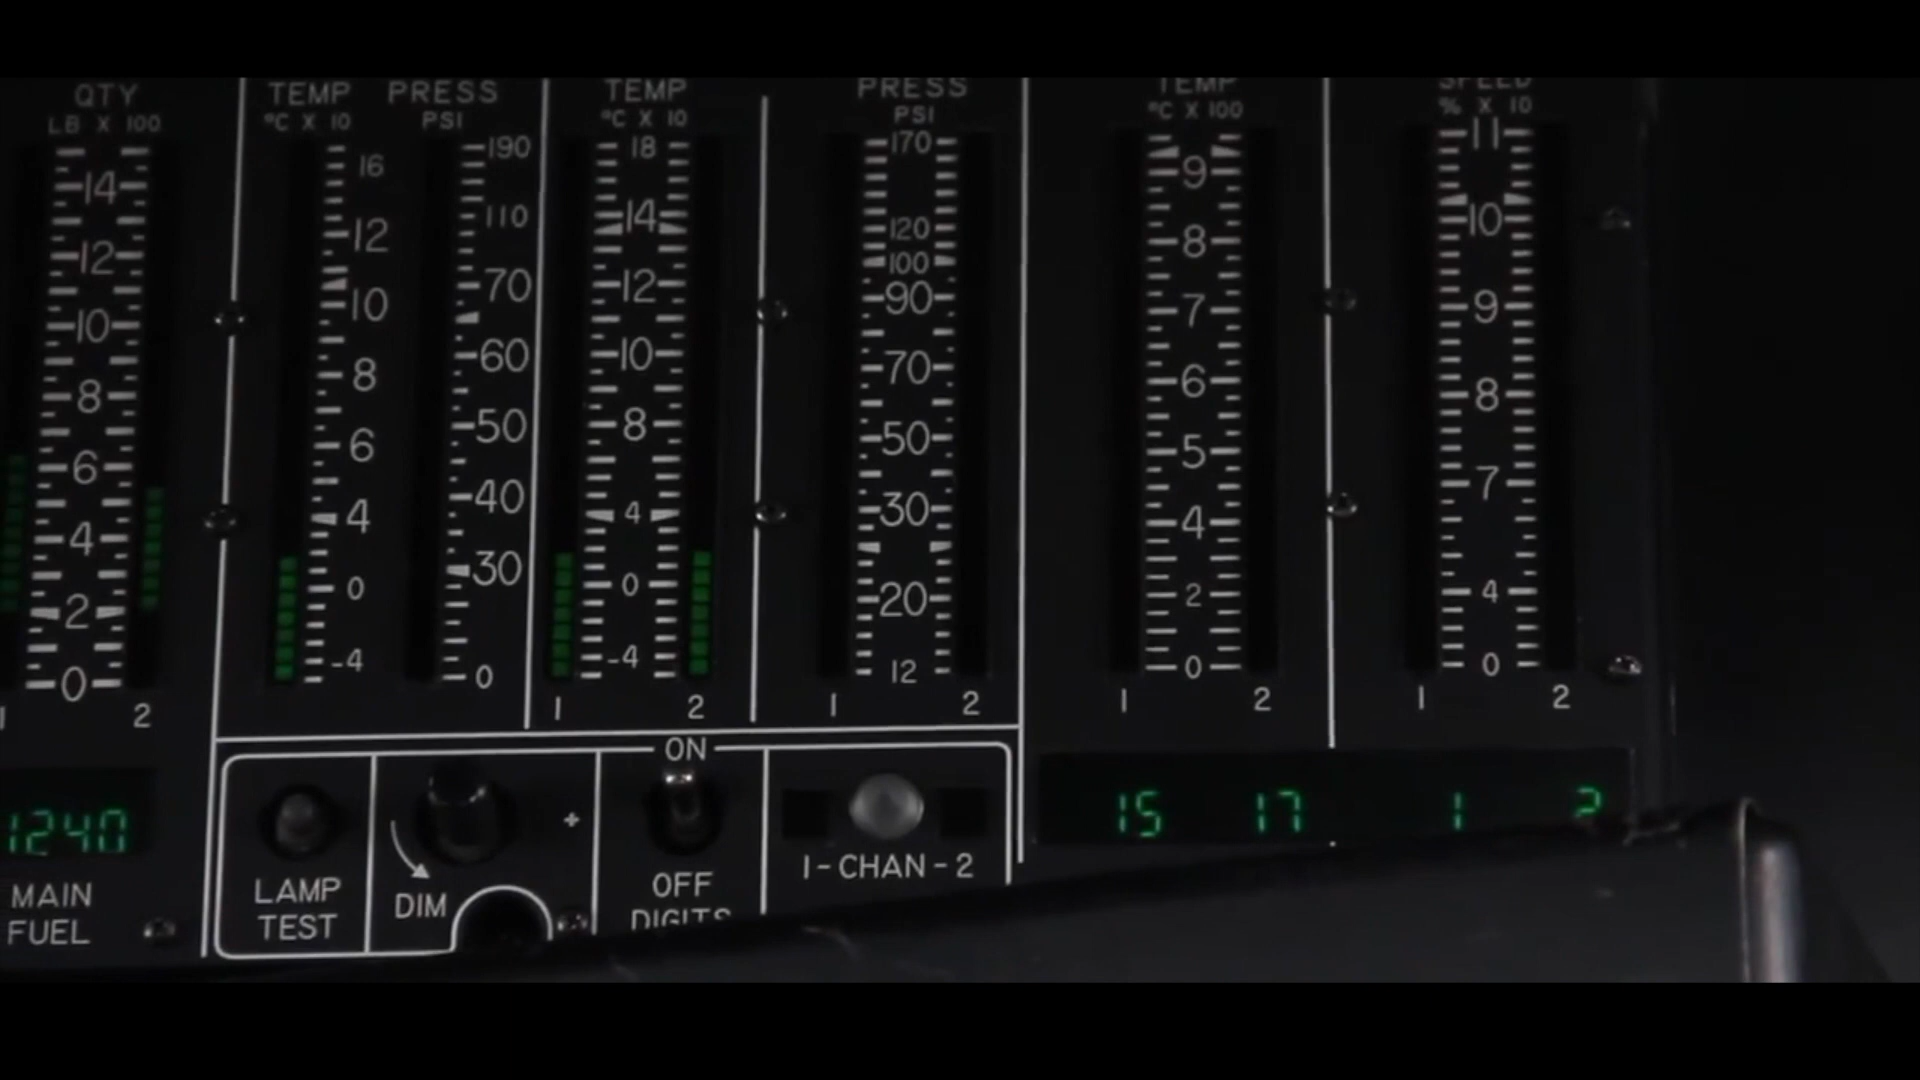 QTY
LB X 100
14
12
10
8
6
4
2
0
1 2
1240
MAIN
FUEL
TEMP
°C X 10
16
12
10
8
6
4
0
-4
PRESS
PSI
190
110
70
60
50
40
30
0
TEMP
°C X 10
18
14
12
10
8
4
0
-4
1 2
PRESS
PSI
170
120
100
90
70
50
30
20
12
1 2
TEMP
°C X 100
9
8
7
6
5
4
2
0
1 2
SPEED
% X 10
11
10
9
8
7
4
0
1 2
LAMP
TEST
DIM
+
ON
OFF
DIGITS
1-CHAN-2
15 17 1 2